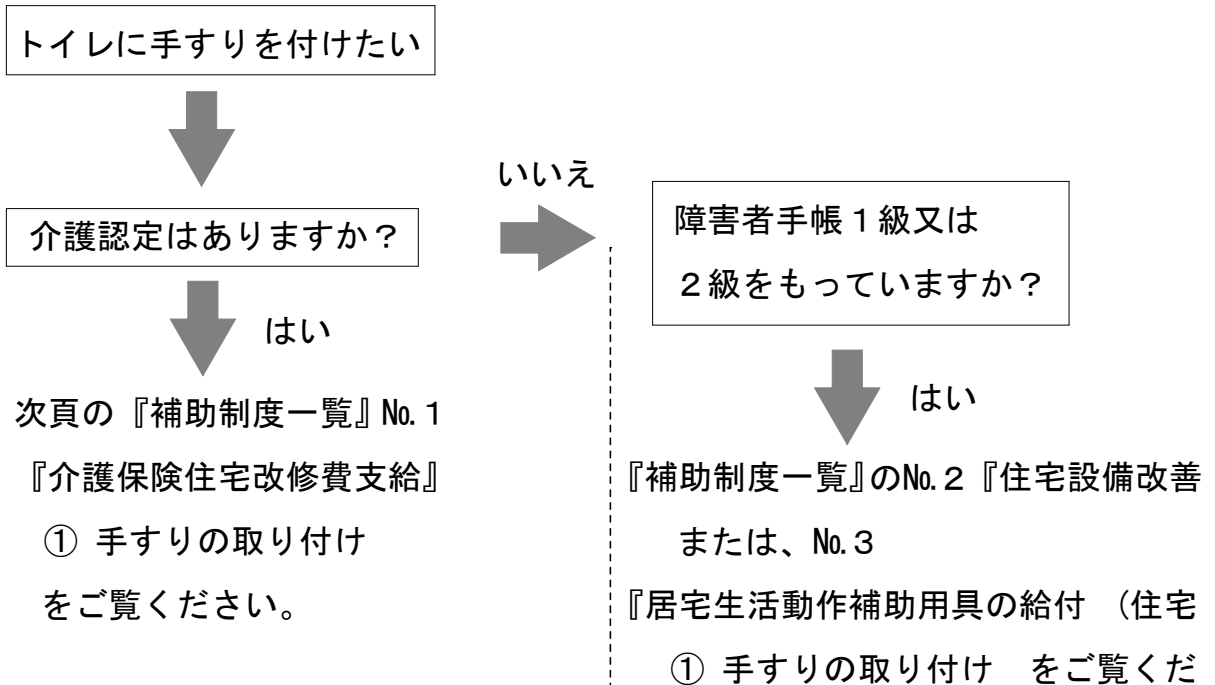 トイレに手すりを付けたい
介護認定はありますか？
はい
次頁の『補助制度一覧』№１
『介護保険住宅改修費支給』
① 手すりの取り付け
をご覧ください。
いいえ
障害者手帳１級又は
２級をもっていますか？
はい
『補助制度一覧』の№２『住宅設備改善
または、№３
『居宅生活動作補助用具の給付 （住宅
① 手すりの取り付け をご覧くだ